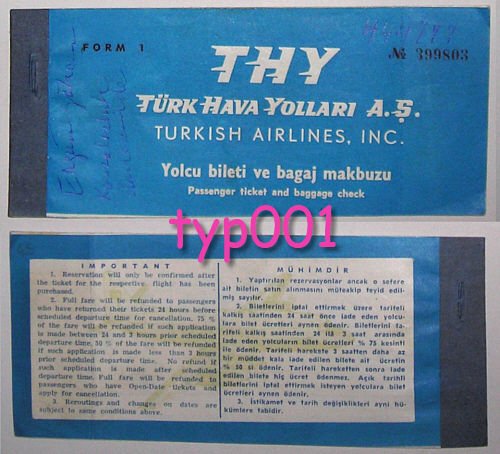 FORM 1
№ 399803
THY
TÜRK HAVA YOLLARI A.Ş.
TURKISH AIRLINES, INC.
Yolcu bileti ve bagaj makbuzu
Passenger ticket and baggage check
typ001
IMPORTANT
1. Reservation will only be confirmed after
the ticket for the respective flight has been
purchased.
2. Full fare will be refunded to passengers
who have returned their tickets 24 hours before
scheduled departure time for cancellation. 75 %
of the fare will be refunded if such application
is made between 24 and 3 hours prior scheduled
departure time. 50 % of the fare will be refunded
if such application is made less than 3 hours
prior scheduled departure time. No refund if
such application is made after scheduled
departure time. Full fare will be refunded to
passengers who have Open-Date tickets and
apply for cancellation.
3. Reroutings and changes on dates are
subject to same conditions above.
MÜHİMDİR
1. Yaptırılan rezervasyonlar ancak o sefere
ait biletin satın alınmasını müteakip teyid edil-
miş sayılır.
2. Biletlerini iptal ettirmek üzere tarifeli
kalkış saatinden 24 saat önce iade eden yolcu-
lara bilet ücretleri aynen ödenir. Biletlerini ta-
rifeli kalkış saatinden 24 ilâ 3 saat arasında
iade eden yolcuların bilet ücretleri % 75 kesinti
ile ödenir. Tarifeli harekete 3 saatten daha az
bir müddet kala iade edilen bilete ait ücretin
% 50 si ödenir. Tarifeli hareketten sonra iade
edilen bilete hiç ücret ödenmez. Açık tarihli
biletlerini iptal etmek isteyen yolculara bilet
ücretleri aynen ödenir.
3. İstikamet ve tarih değişiklikleri ayni hü-
kümlere tabidir.